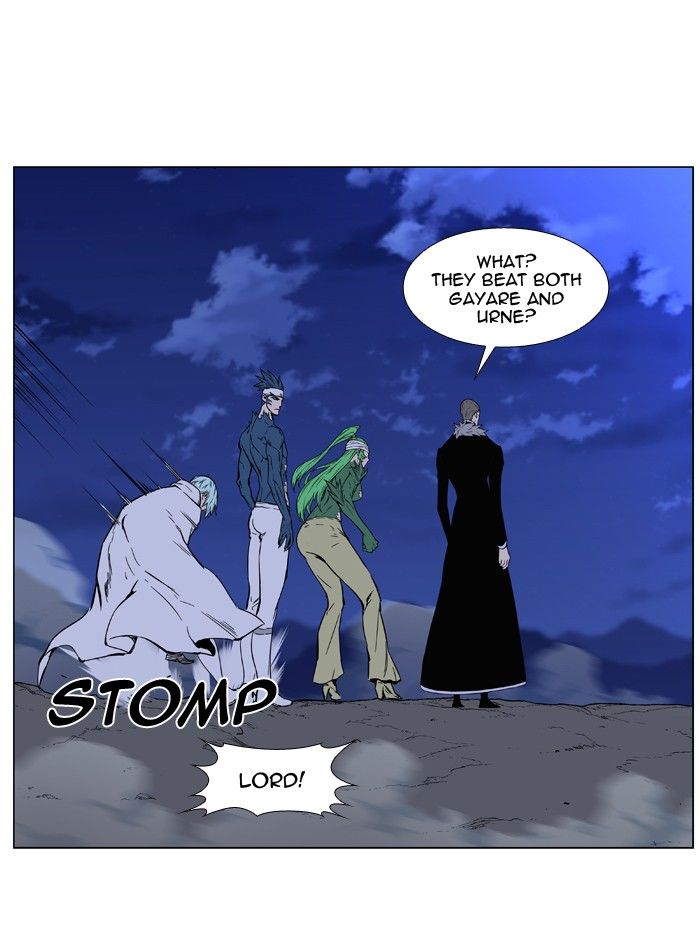 WHAT?
THEY BEAT BOTH
GAYARE AND
URNE?
STOMP
LORD!